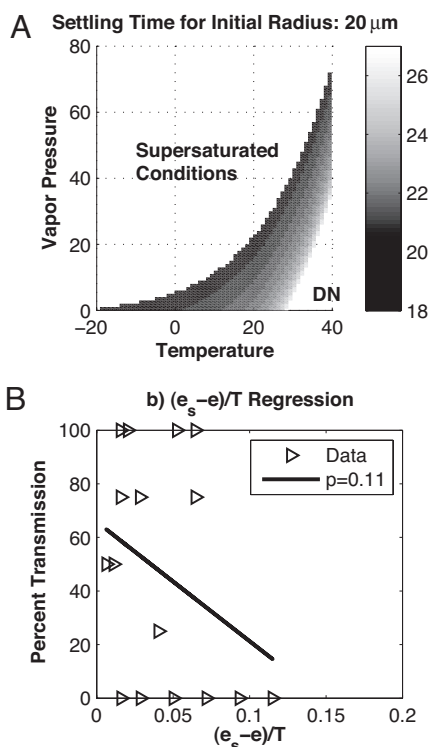 A
Settling Time for Initial Radius: 20 μm
80
60
40
20
0
Vapor Pressure
Supersaturated
Conditions
DN
-20
0
20
40
Temperature
26
24
22
20
18
B
b) (e_s-e)/T Regression
100
80
60
40
20
0
Percent Transmission
Data
p=0.11
0
0.05
0.1
0.15
0.2
(e_s-e)/T